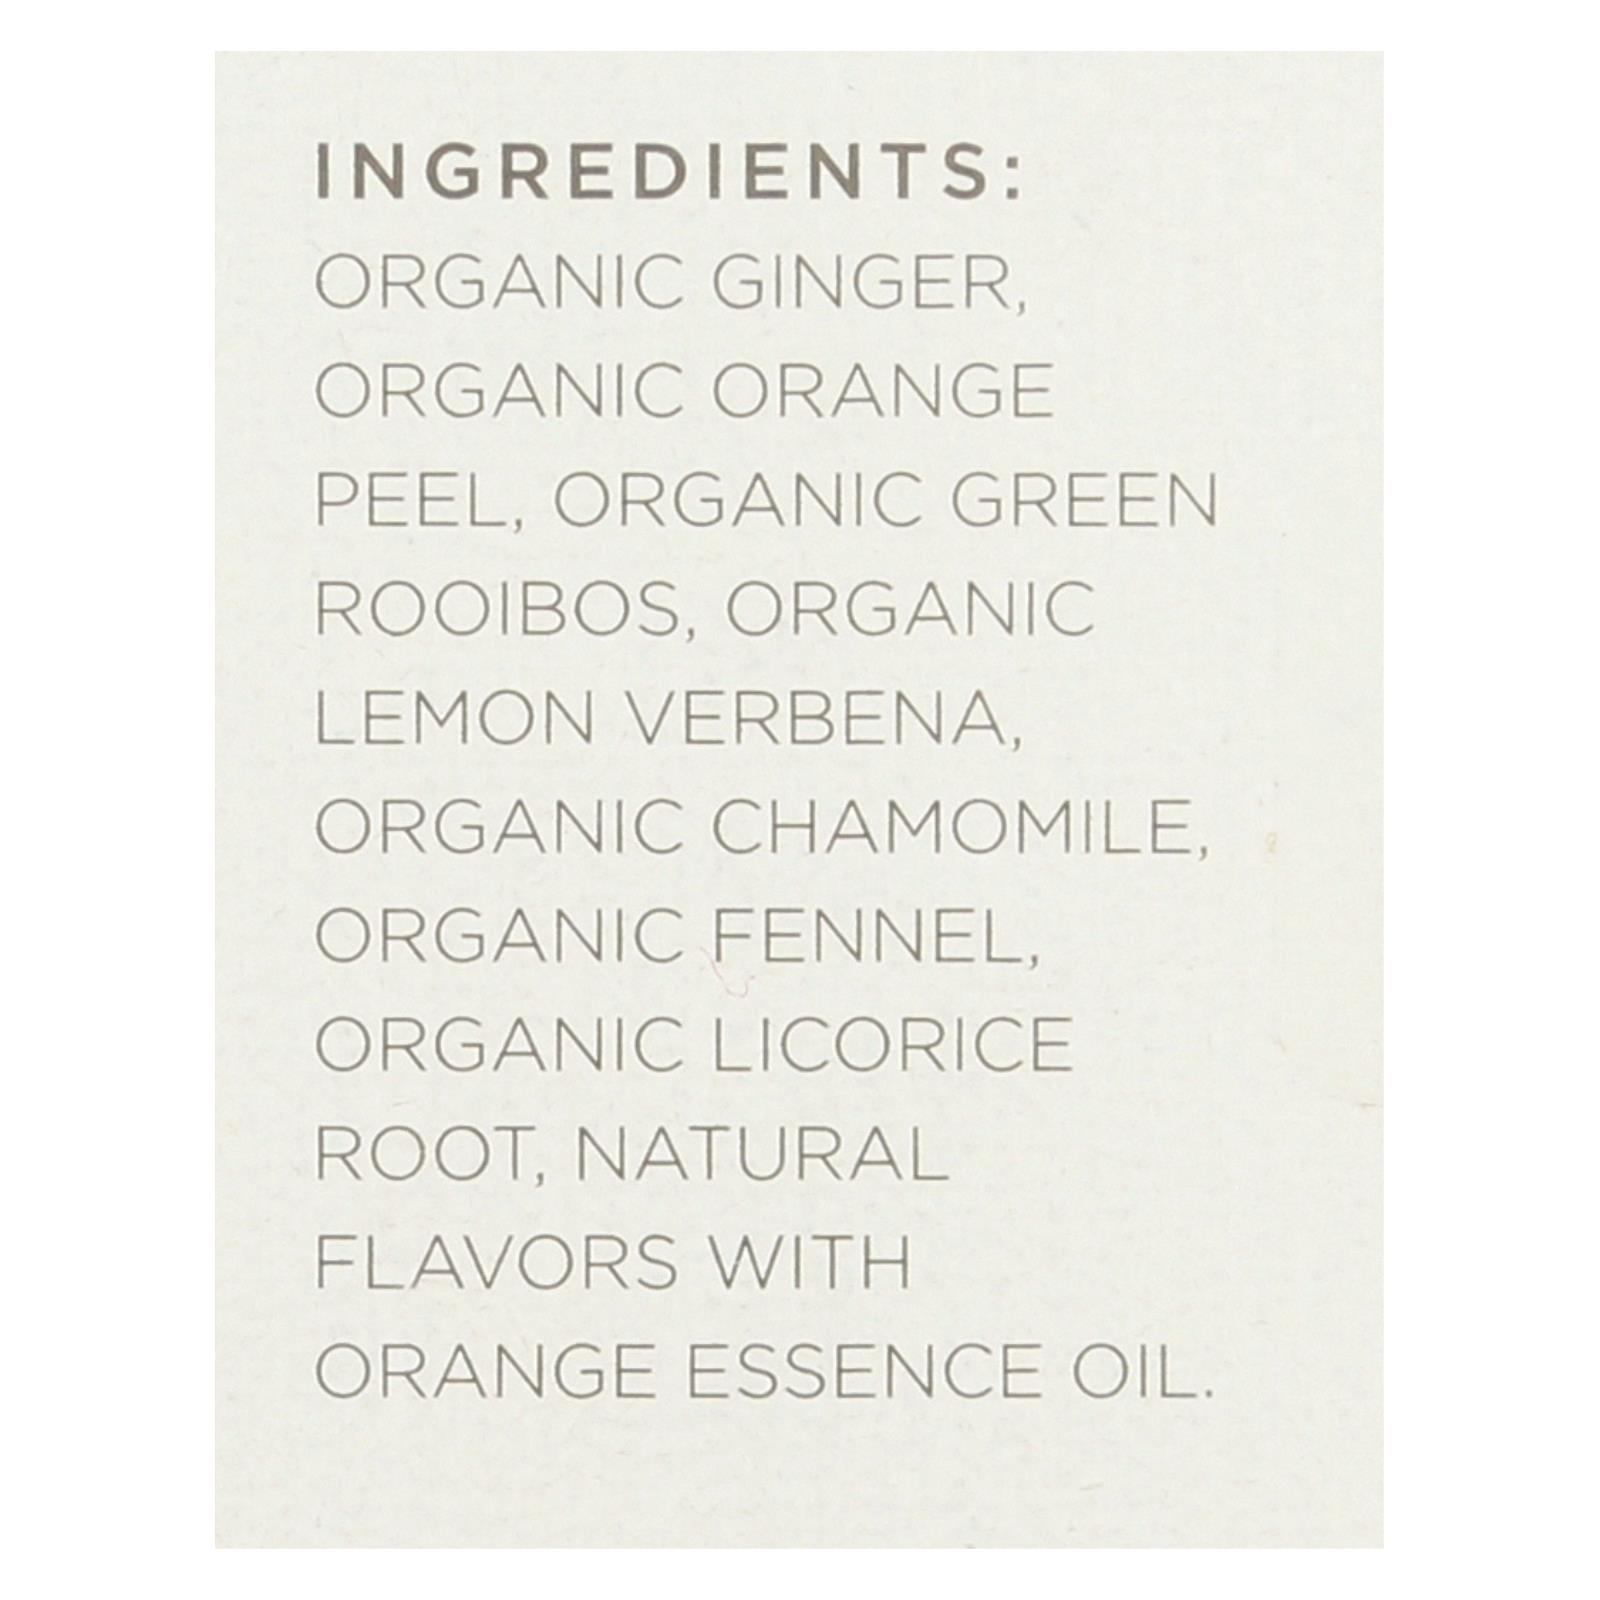 INGREDIENTS:
ORGANIC GINGER,
ORGANIC ORANGE
PEEL, ORGANIC GREEN
ROOIBOS, ORGANIC
LEMON VERBENA,
ORGANIC CHAMOMILE,
ORGANIC FENNEL,
ORGANIC LICORICE
ROOT, NATURAL
FLAVORS WITH
ORANGE ESSENCE OIL.